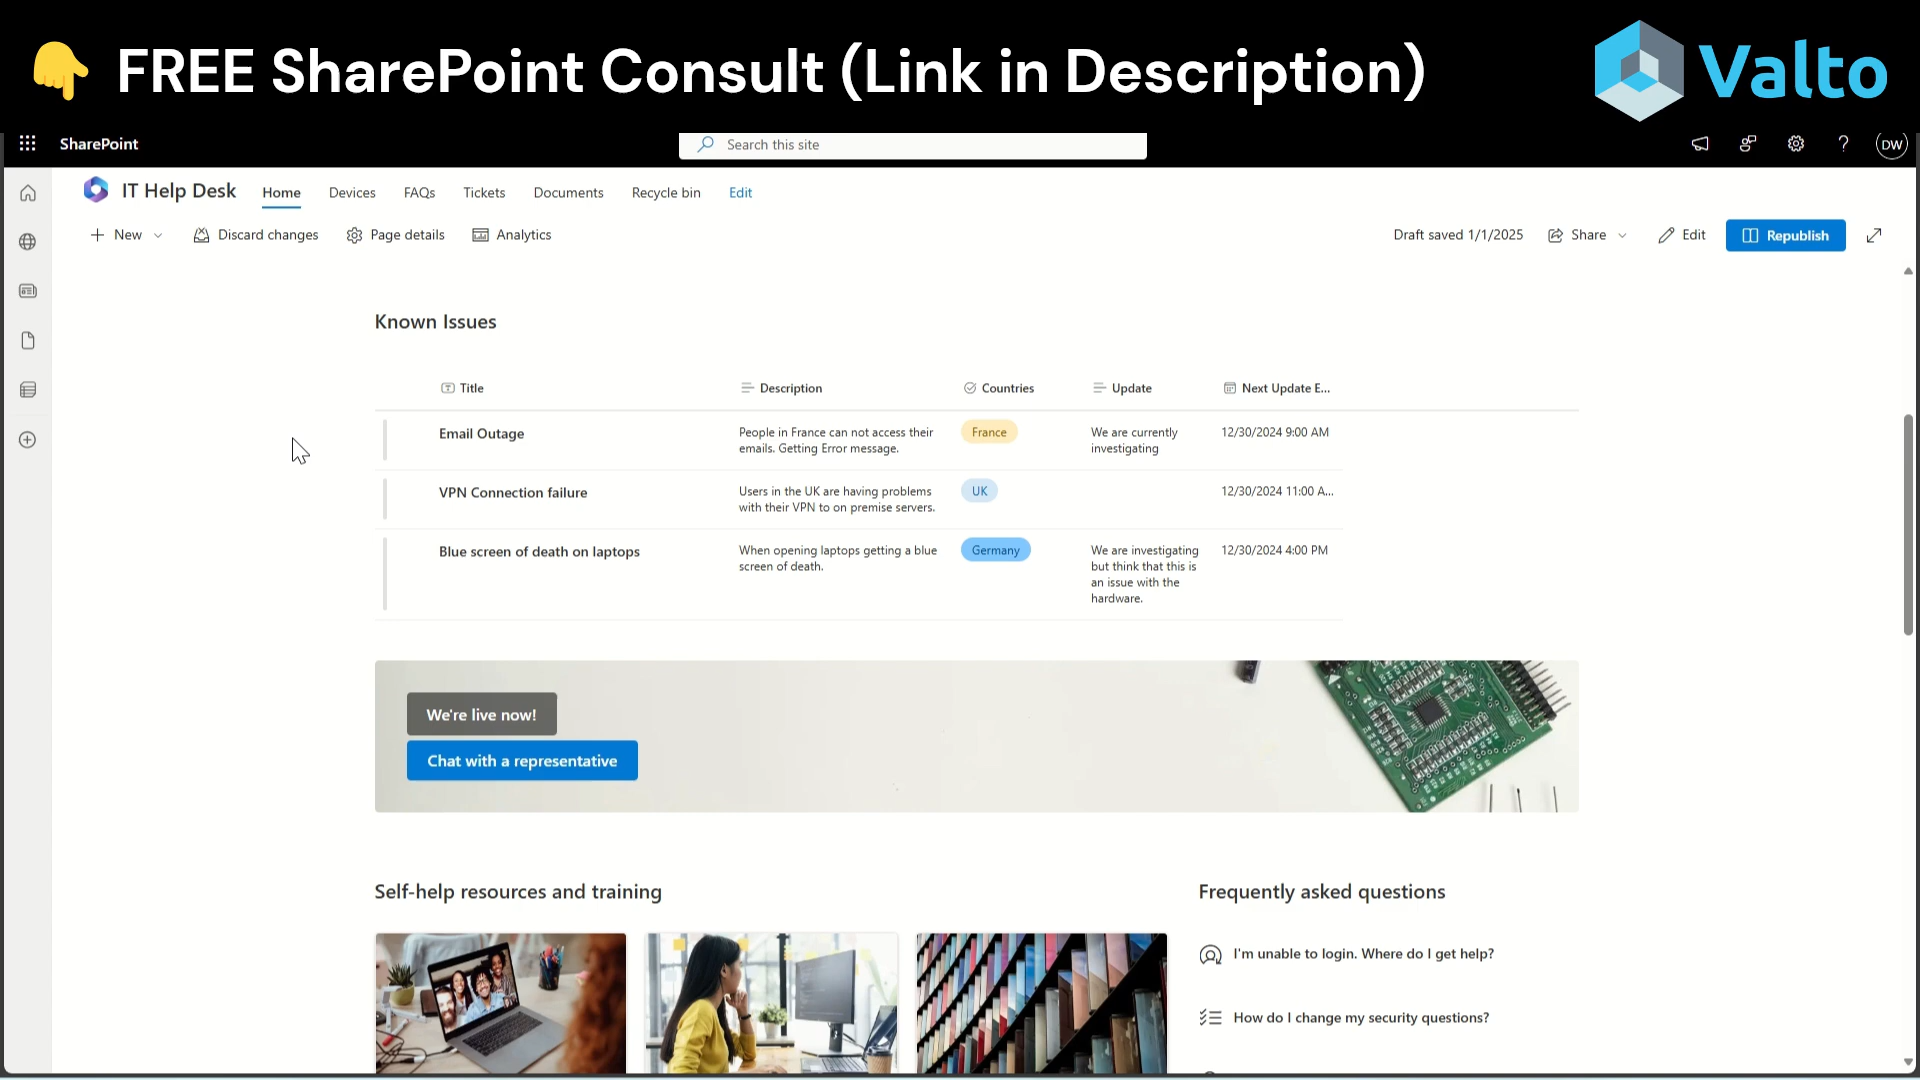 FREE SharePoint Consult (Link in Description)
Valto
SharePoint
Search this site
?
DW
IT Help Desk
Home
Devices
FAQs
Tickets
Documents
Recycle bin
Edit
New
Discard changes
Page details
Analytics
Draft saved 1/1/2025
Share
Edit
Republish
Known Issues
Title
Description
Countries
Update
Next Update E...
Email Outage
People in France can not access their
emails. Getting Error message.
France
We are currently
investigating
12/30/2024 9:00 AM
VPN Connection failure
Users in the UK are having problems
with their VPN to on premise servers.
UK
12/30/2024 11:00 A...
Blue screen of death on laptops
When opening laptops getting a blue
screen of death.
Germany
We are investigating
but think that this is
an issue with the
hardware.
12/30/2024 4:00 PM
We're live now!
Chat with a representative
Self-help resources and training
Frequently asked questions
I'm unable to login. Where do I get help?
How do I change my security questions?